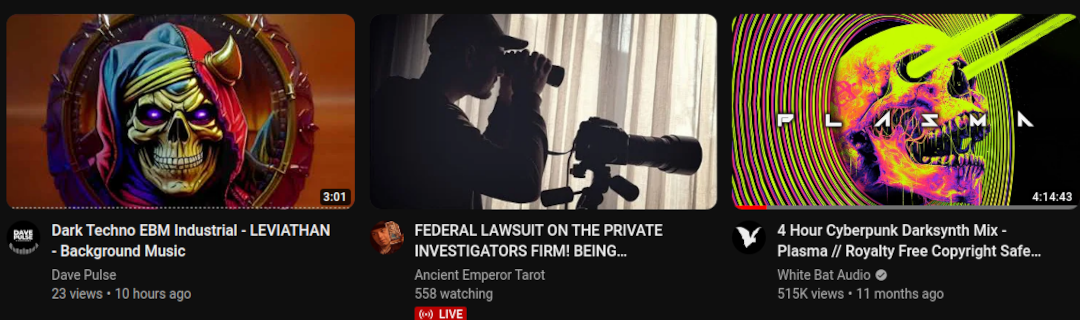 3:01
Dark Techno EBM Industrial - LEVIATHAN
- Background Music
Dave Pulse
23 views • 10 hours ago
DAVE
PULSE
FEDERAL LAWSUIT ON THE PRIVATE
INVESTIGATORS FIRM! BEING...
Ancient Emperor Tarot
558 watching
LIVE
PLASMA
4:14:43
4 Hour Cyberpunk Darksynth Mix -
Plasma // Royalty Free Copyright Safe...
White Bat Audio
515K views • 11 months ago